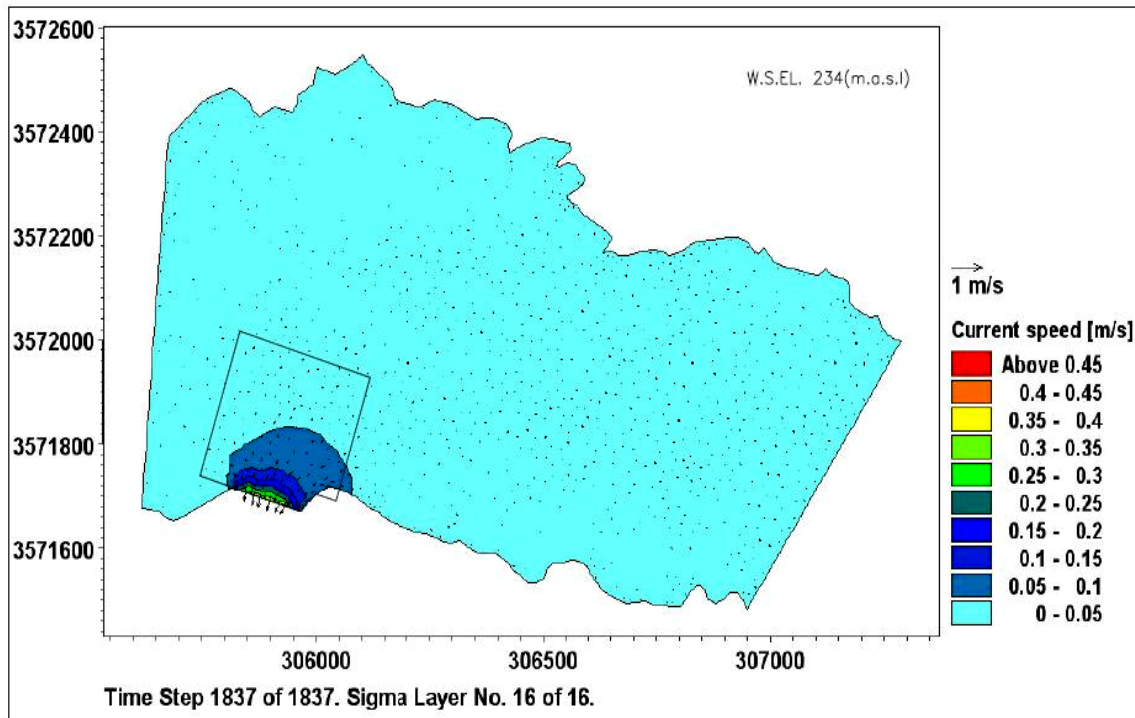 3572600
3572400
3572200
3572000
3571800
3571600
W.S.EL. 234(m.a.s.l)
1 m/s
Current speed [m/s]
Above 0.45
0.4 - 0.45
0.35 - 0.4
0.3 - 0.35
0.25 - 0.3
0.2 - 0.25
0.15 - 0.2
0.1 - 0.15
0.05 - 0.1
0 - 0.05
306000 306500 307000
Time Step 1837 of 1837. Sigma Layer No. 16 of 16.